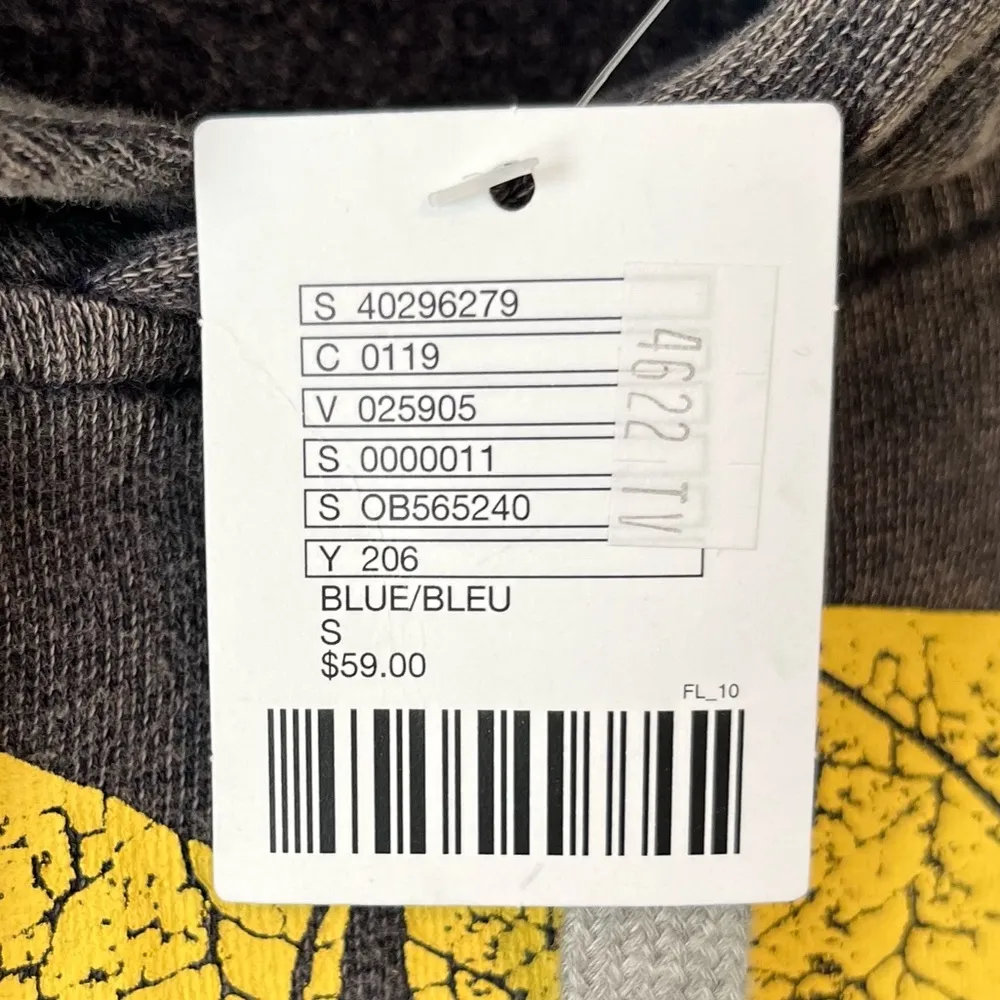 S 40296279
C 0119
V 025905
S 0000011
S OB565240
Y 206
4622 TV
BLUE/BLEU
S
$59.00
FL_10